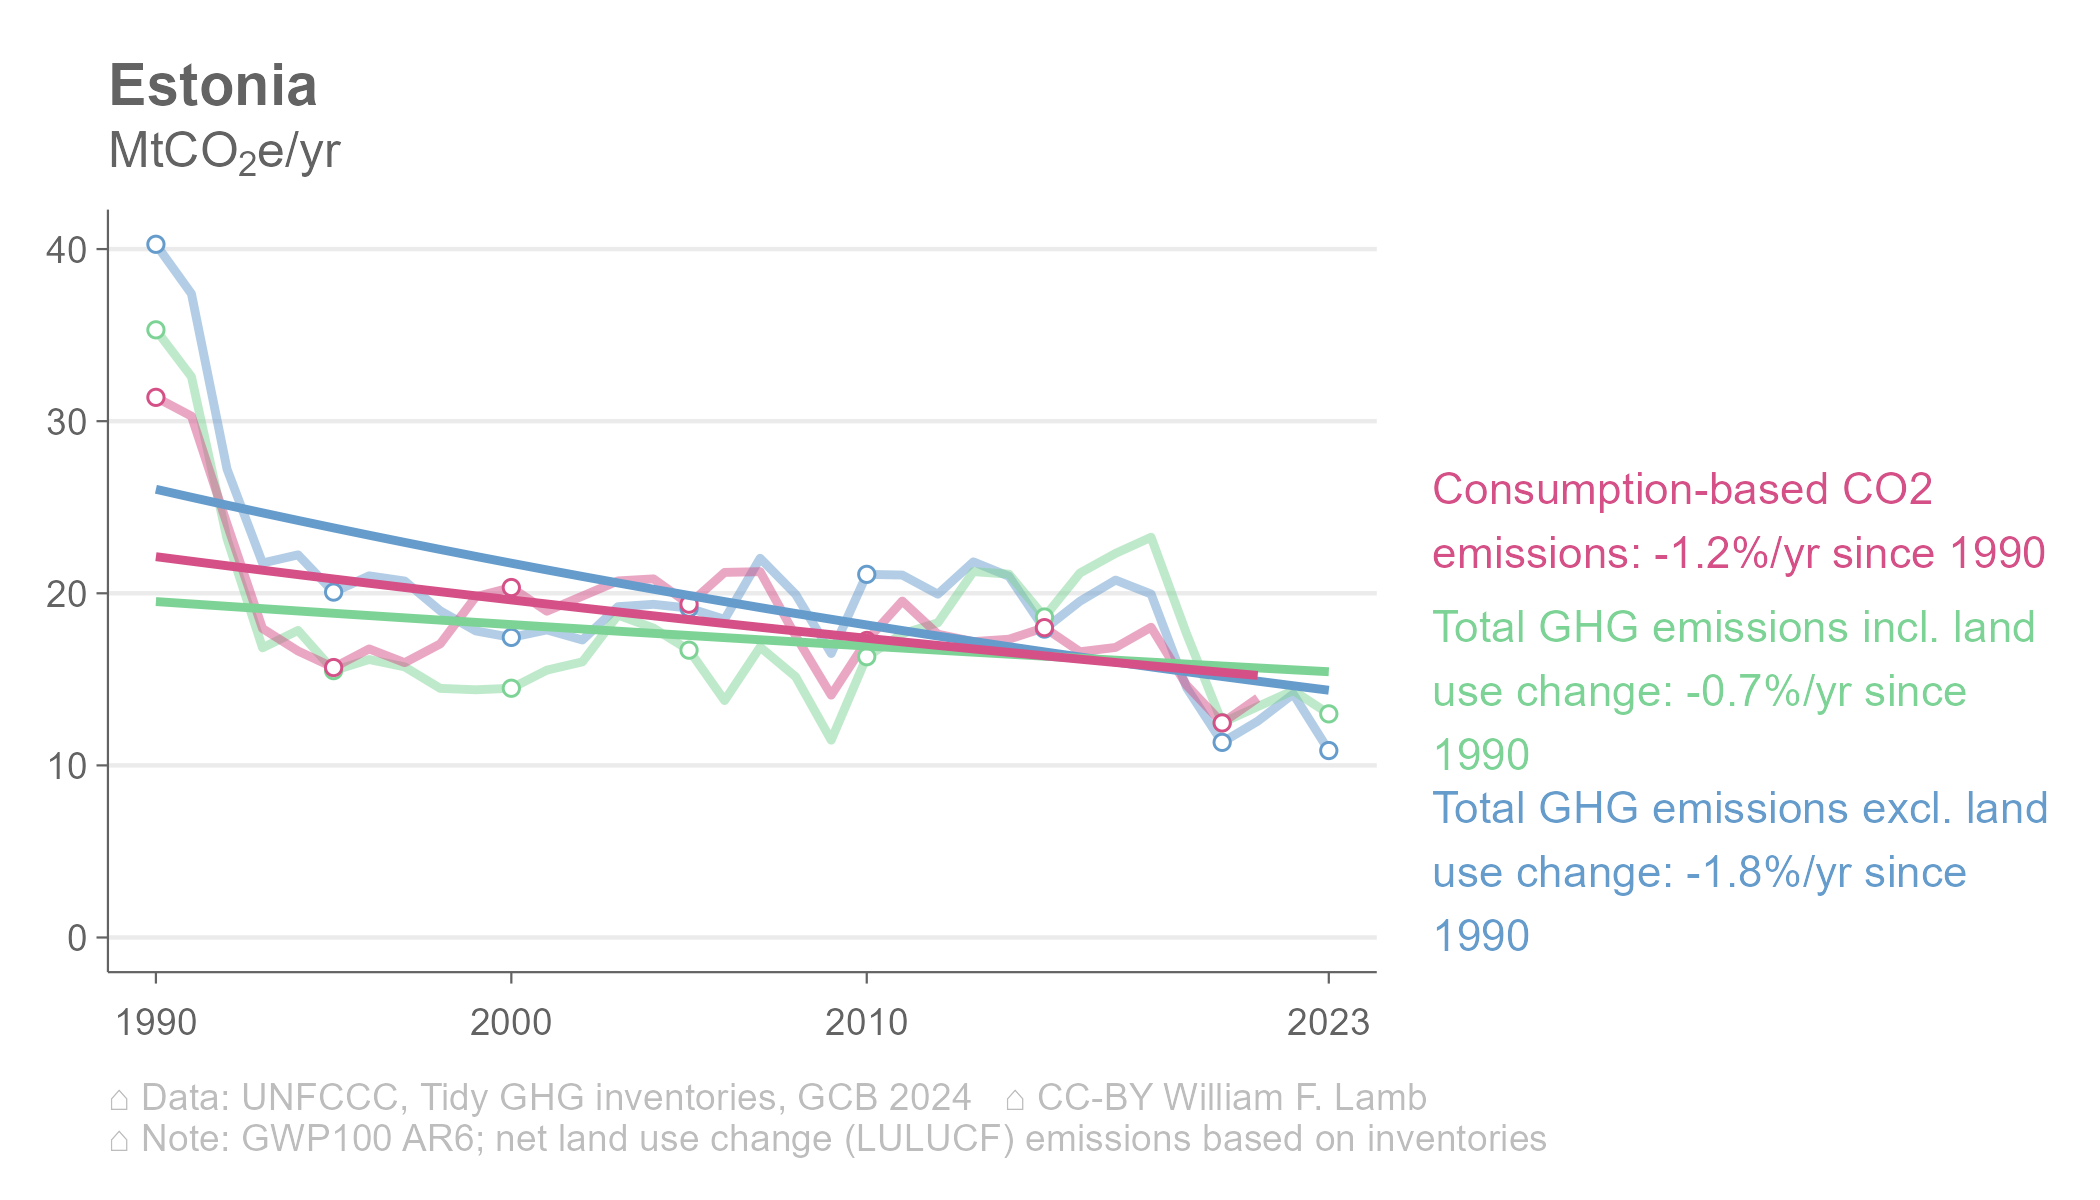 Estonia
MtCO₂e/yr
40
30
20
10
0
1990 2000 2010 2023
Consumption-based CO2
emissions: -1.2%/yr since 1990
Total GHG emissions incl. land
use change: -0.7%/yr since
1990
Total GHG emissions excl. land
use change: -1.8%/yr since
1990
⌂ Data: UNFCCC, Tidy GHG inventories, GCB 2024 ⌂ CC-BY William F. Lamb
⌂ Note: GWP100 AR6; net land use change (LULUCF) emissions based on inventories